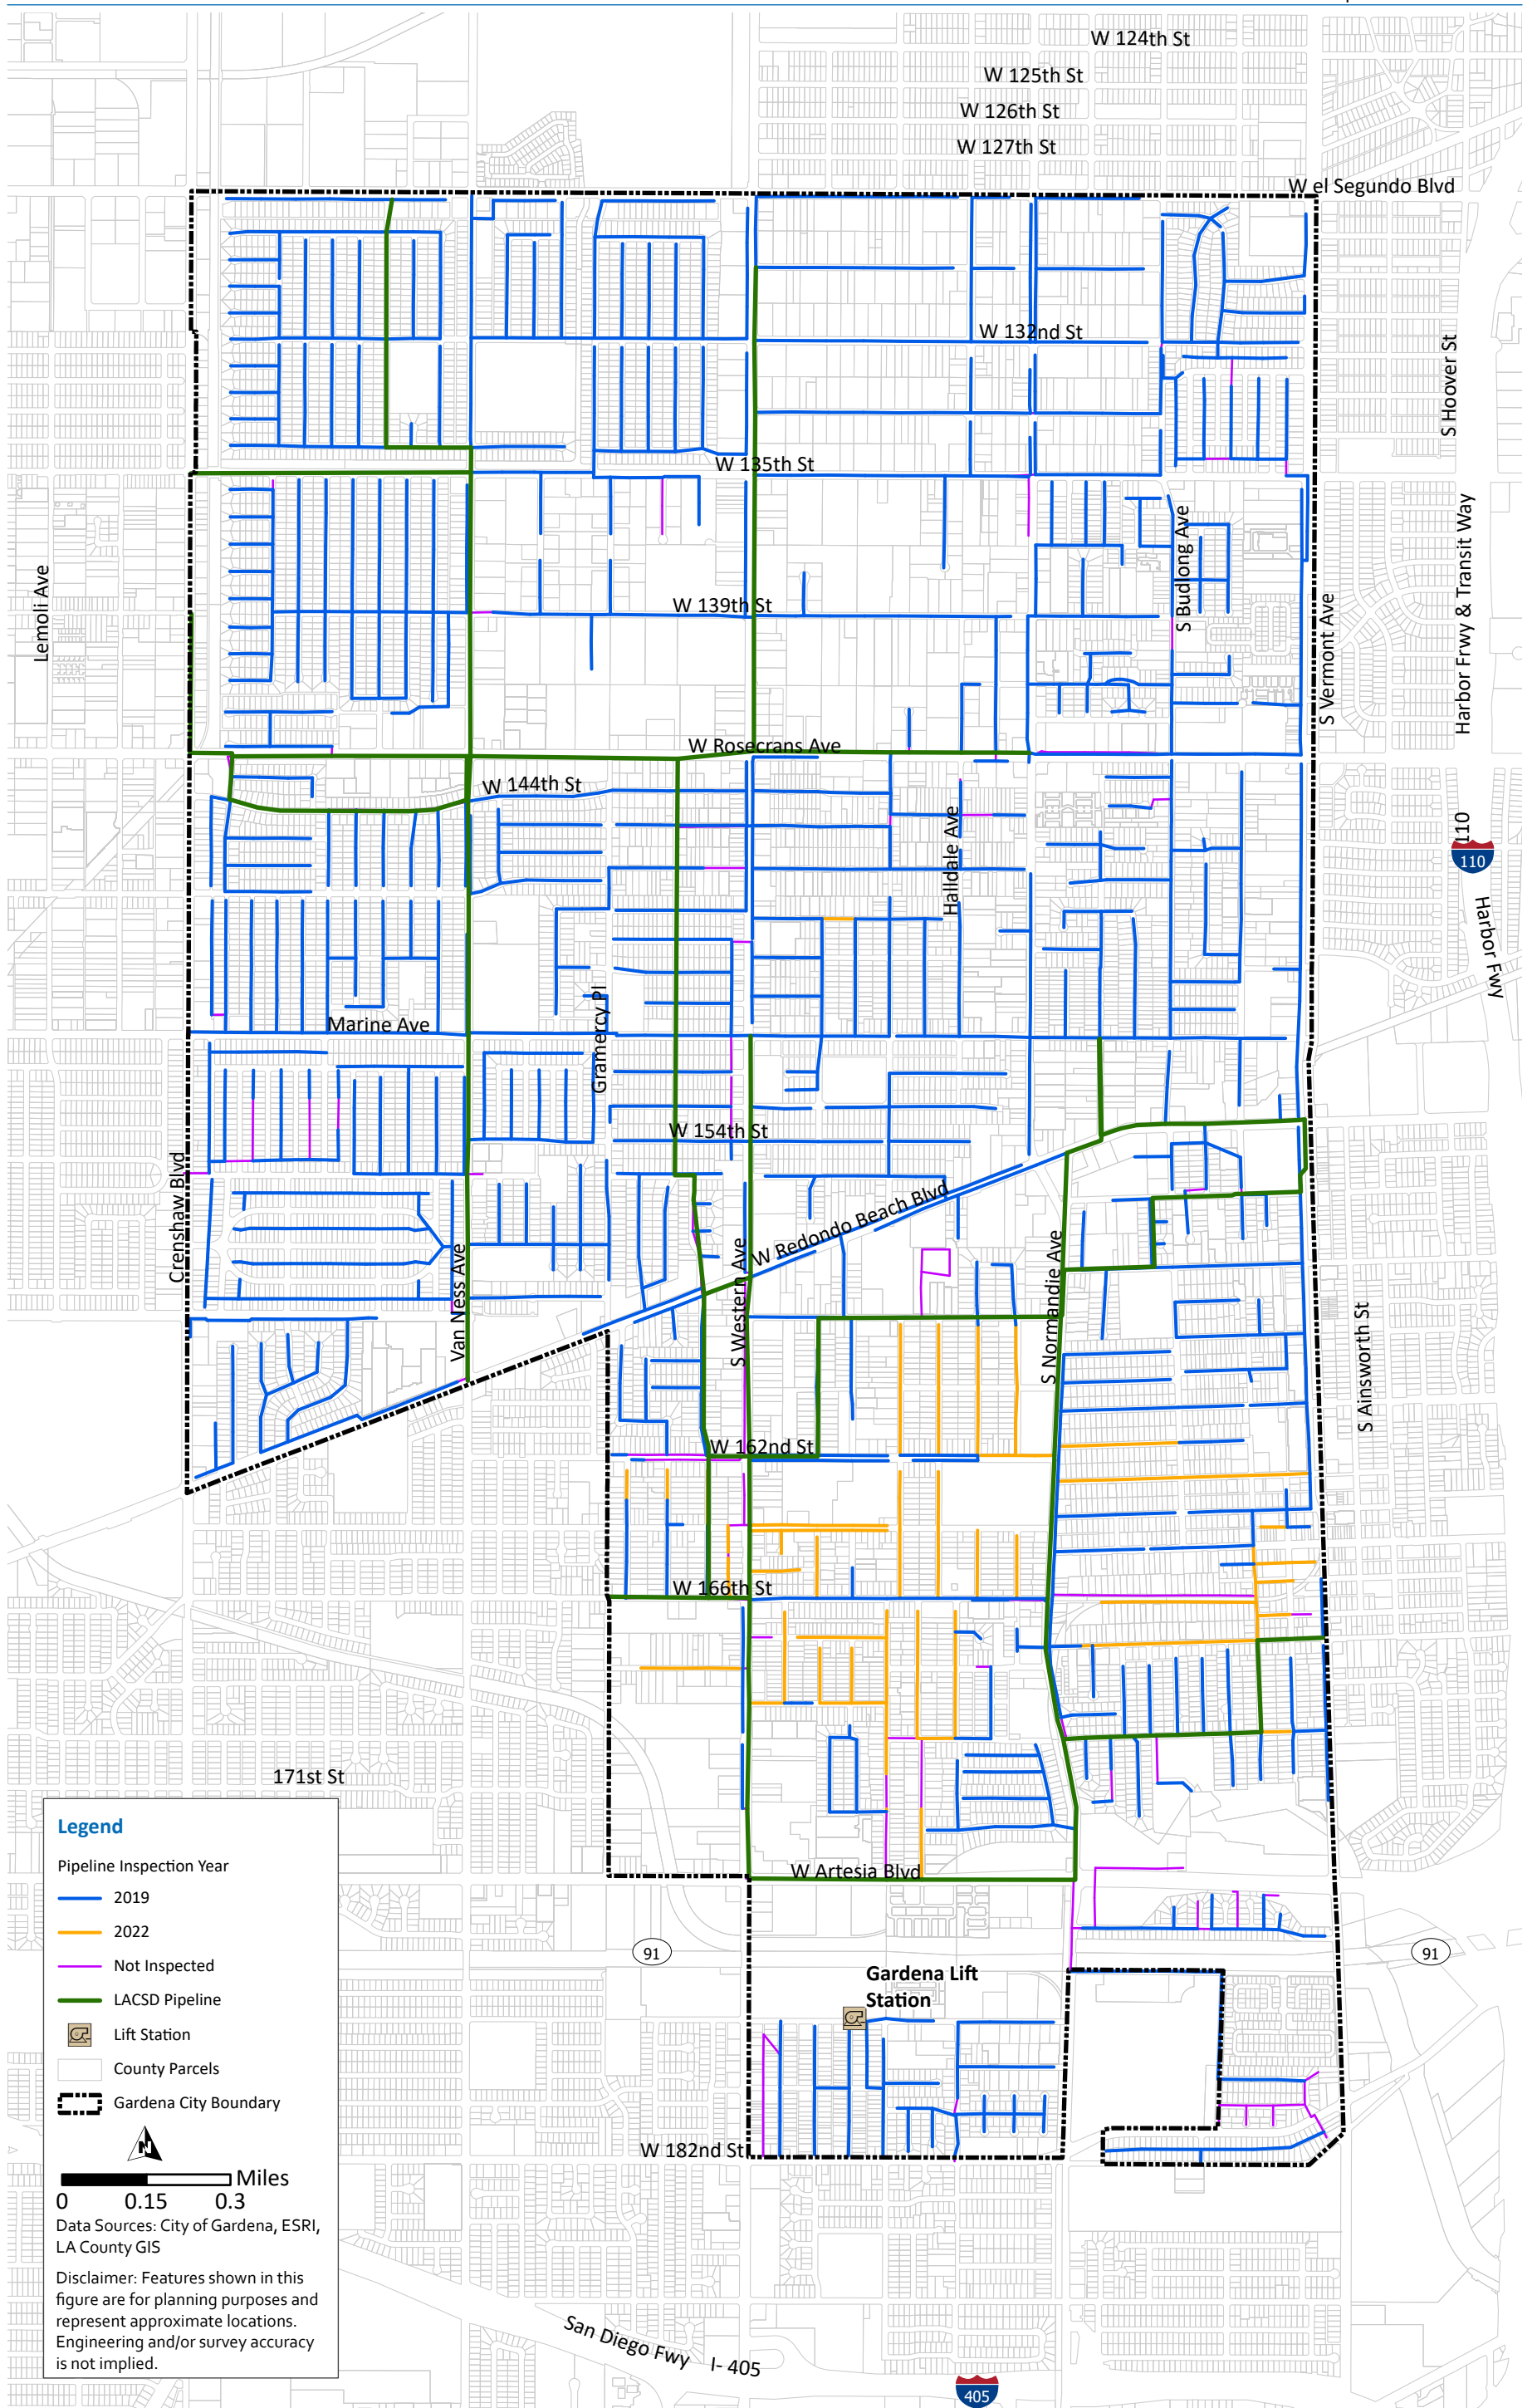 W 124th St
W 125th St
W 126th St
W 127th St
W el Segundo Blvd
W 132nd St
S Hoover St
W 135th St
Lemoli Ave
W 139th St
S Budlong Ave
S Vermont Ave
Harbor Frwy & Transit Way
W Rosecrans Ave
W 144th St
Halldale Ave
110
110
Harbor Fwy
Gramercy Pl
Marine Ave
W 154th St
Crenshaw Blvd
Van Ness Ave
W Redondo Beach Blvd
S Western Ave
S Normandie Ave
S Ainsworth St
W 162nd St
W 166th St
171st St
W Artesia Blvd
91
91
Gardena Lift
Station
W 182nd St
Legend
Pipeline Inspection Year
2019
2022
Not Inspected
LACSD Pipeline
Lift Station
County Parcels
Gardena City Boundary
N
Miles
0 0.15 0.3
Data Sources: City of Gardena, ESRI,
LA County GIS
Disclaimer: Features shown in this
figure are for planning purposes and
represent approximate locations.
Engineering and/or survey accuracy
is not implied.
San Diego Fwy I- 405
405